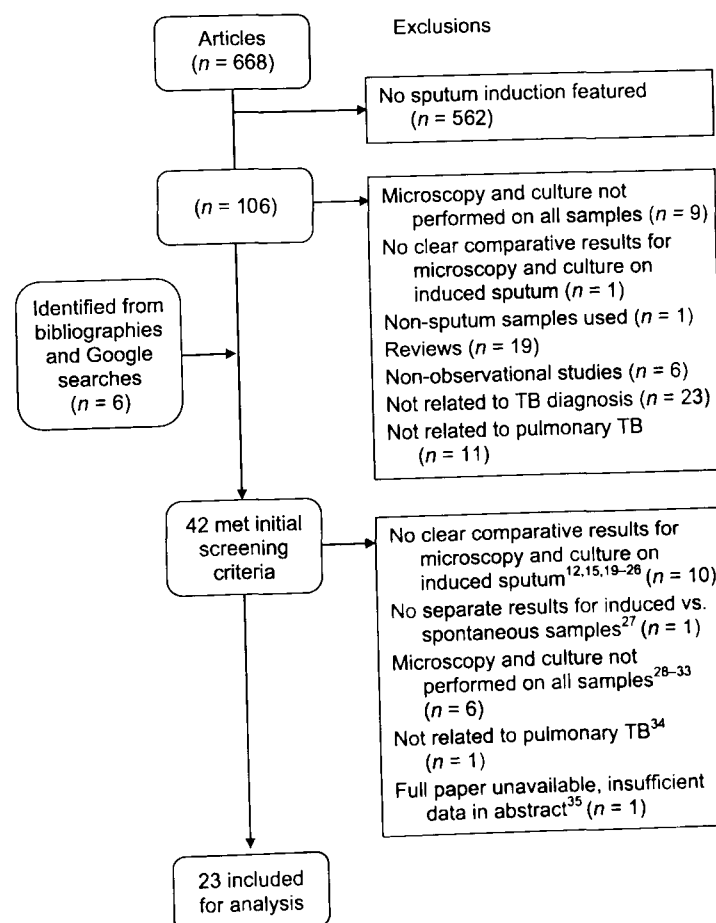 Articles
(n = 668)
Exclusions
No sputum induction featured
(n = 562)
(n = 106)
Microscopy and culture not
performed on all samples (n = 9)
No clear comparative results for
microscopy and culture on
induced sputum (n = 1)
Non-sputum samples used (n = 1)
Reviews (n = 19)
Non-observational studies (n = 6)
Not related to TB diagnosis (n = 23)
Not related to pulmonary TB
(n = 11)
Identified from
bibliographies
and Google
searches
(n = 6)
42 met initial
screening
criteria
No clear comparative results for
microscopy and culture on
induced sputum12,15,19–26 (n = 10)
No separate results for induced vs.
spontaneous samples27 (n = 1)
Microscopy and culture not
performed on all samples28–33
(n = 6)
Not related to pulmonary TB34
(n = 1)
Full paper unavailable, insufficient
data in abstract35 (n = 1)
23 included
for analysis